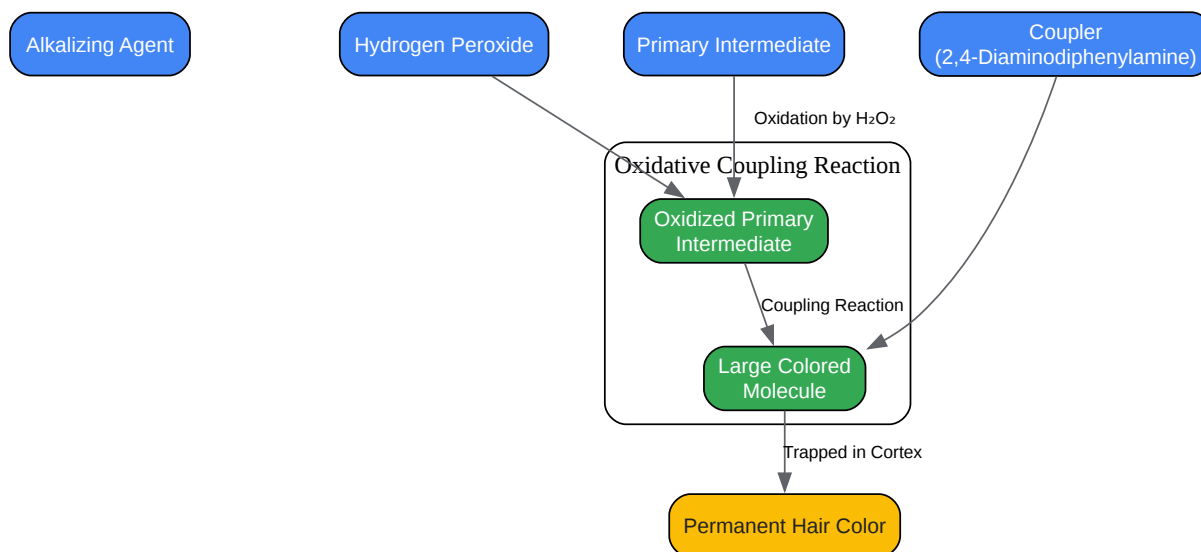 Alkalizing Agent
Hydrogen Peroxide
Primary Intermediate
Coupler
(2,4-Diaminodiphenylamine)
Oxidation by H₂O₂
Oxidative Coupling Reaction
Oxidized Primary
Intermediate
Coupling Reaction
Large Colored
Molecule
Trapped in Cortex
Permanent Hair Color